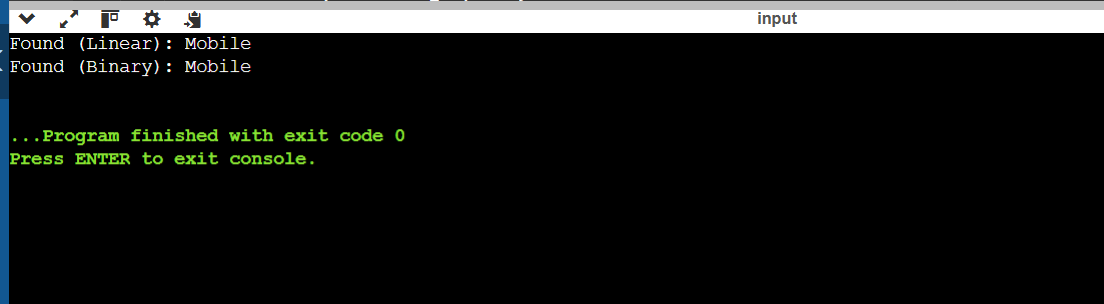 input
Found (Linear): Mobile
Found (Binary): Mobile
...Program finished with exit code 0
Press ENTER to exit console.